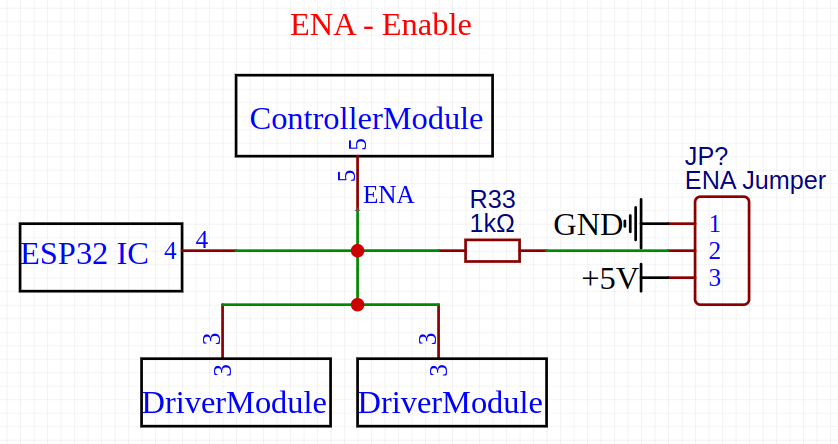 ENA - Enable
ControllerModule
5
5
ENA
ESP32 IC
4
4
R33
1kΩ
GND
+5V
JP?
ENA Jumper
1
2
3
3
3
3
3
DriverModule
DriverModule